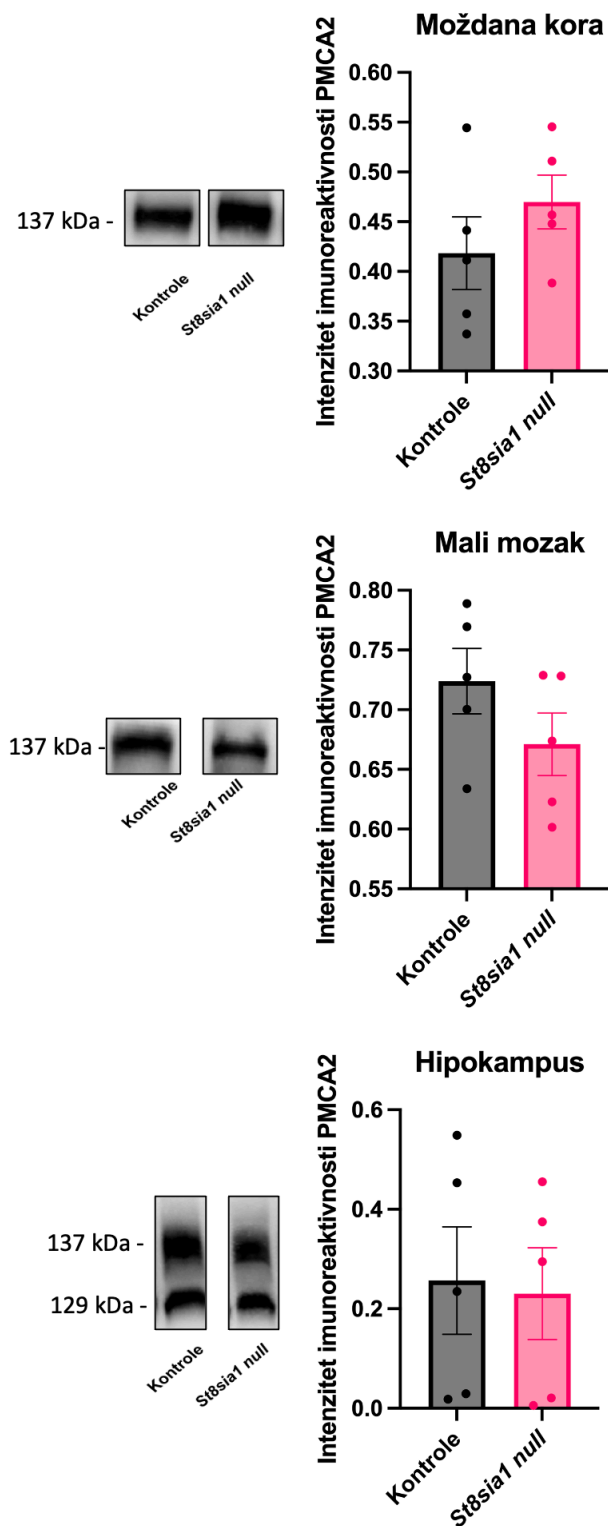 Moždana kora
Intenzitet imunoreaktivnosti PMCA2
0.60
0.55
0.50
0.45
0.40
0.35
0.30
Kontrole
St8sia1 null
137 kDa -
Kontrole
St8sia1 null
Mali mozak
Intenzitet imunoreaktivnosti PMCA2
0.80
0.75
0.70
0.65
0.60
0.55
Kontrole
St8sia1 null
137 kDa -
Kontrole
St8sia1 null
Hipokampus
Intenzitet imunoreaktivnosti PMCA2
0.6
0.4
0.2
0.0
Kontrole
St8sia1 null
137 kDa -
129 kDa -
Kontrole
St8sia1 null